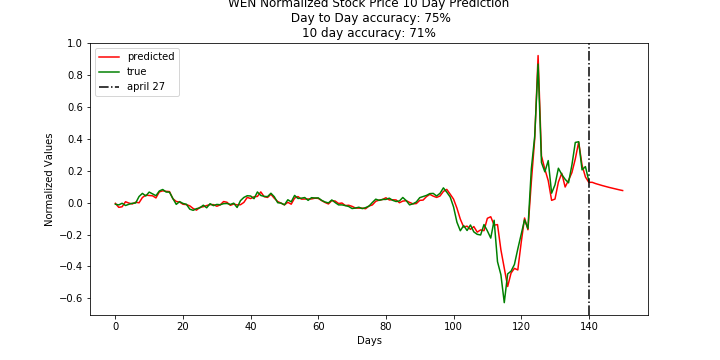 WEN Normalized Stock Price 10 Day Prediction
Day to Day accuracy: 75%
10 day accuracy: 71%
predicted
true
april 27
Normalized Values
1.0
0.8
0.6
0.4
0.2
0.0
−0.2
−0.4
−0.6
0 20 40 60 80 100 120 140
Days